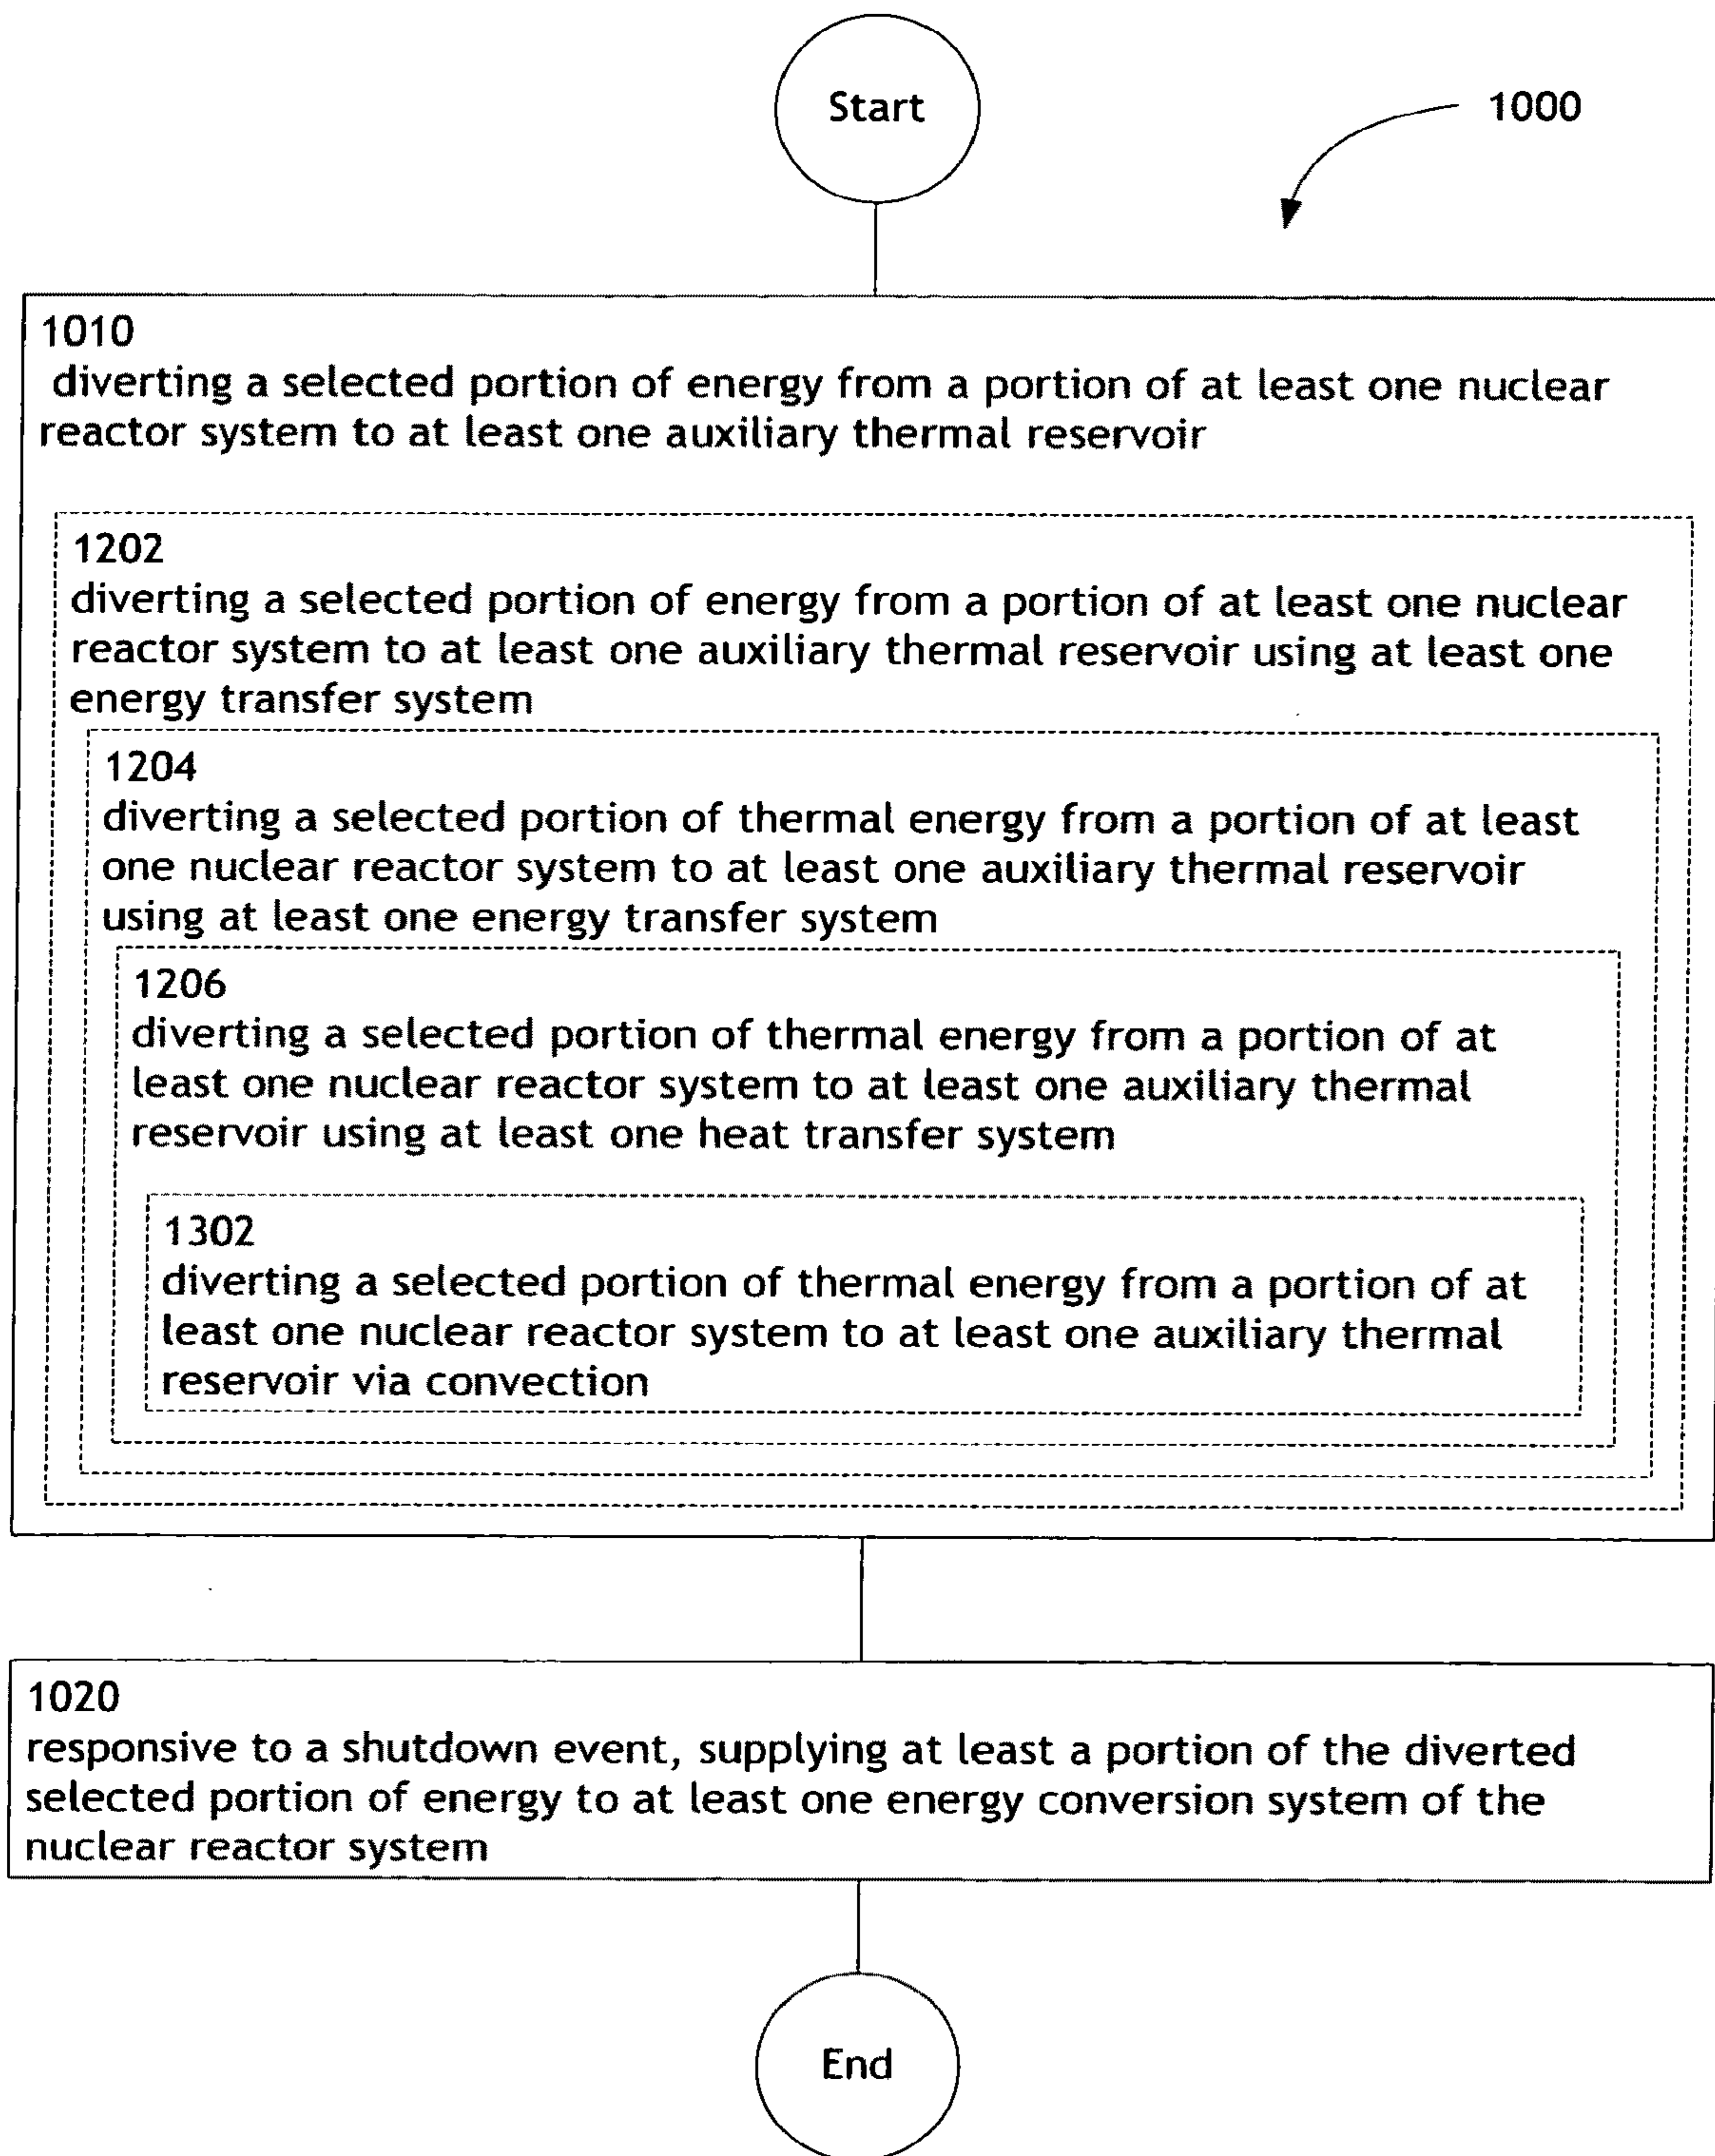 Start
1000
1010
diverting a selected portion of energy from a portion of at least one nuclear
reactor system to at least one auxiliary thermal reservoir
1202
diverting a selected portion of energy from a portion of at least one nuclear
reactor system to at least one auxiliary thermal reservoir using at least one
energy transfer system
1204
diverting a selected portion of thermal energy from a portion of at least
one nuclear reactor system to at least one auxiliary thermal reservoir
using at least one energy transfer system
1206
diverting a selected portion of thermal energy from a portion of at
least one nuclear reactor system to at least one auxiliary thermal
reservoir using at least one heat transfer system
1302
diverting a selected portion of thermal energy from a portion of at
least one nuclear reactor system to at least one auxiliary thermal
reservoir via convection
1020
responsive to a shutdown event, supplying at least a portion of the diverted
selected portion of energy to at least one energy conversion system of the
nuclear reactor system
End